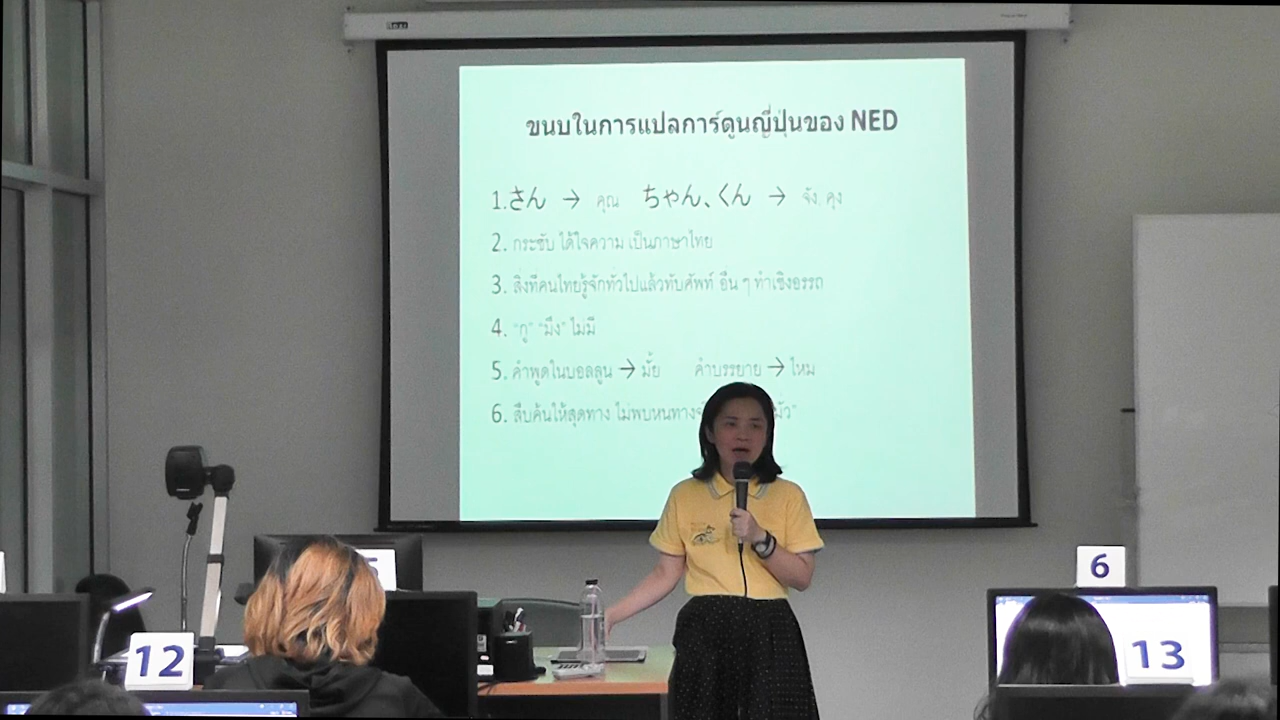 ขนบในการแปลการ์ตูนญี่ปุ่นของ NED
1.さん → คุณ ちゃん、くん → จัง, คุง
2. กระชับ ได้ใจความ เป็นภาษาไทย
3. สิ่งที่คนไทยรู้จักทั่วไปแล้วทับศัพท์ อื่น ๆ ทำเชิงอรรถ
4. "กู" "มึง" ไม่มี
5. คำพูดในบอลลูน → มั้ย คำบรรยาย → ไหม
6. สืบค้นให้สุดทาง ไม่พบหนทาง มั่ว"
6
12
13